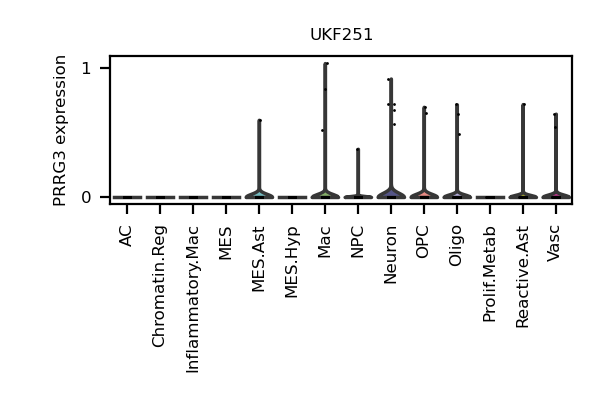 UKF251
PRRG3 expression
1
0
AC
Chromatin.Reg
Inflammatory.Mac
MES
MES.Ast
MES.Hyp
Mac
NPC
Neuron
OPC
Oligo
Prolif.Metab
Reactive.Ast
Vasc